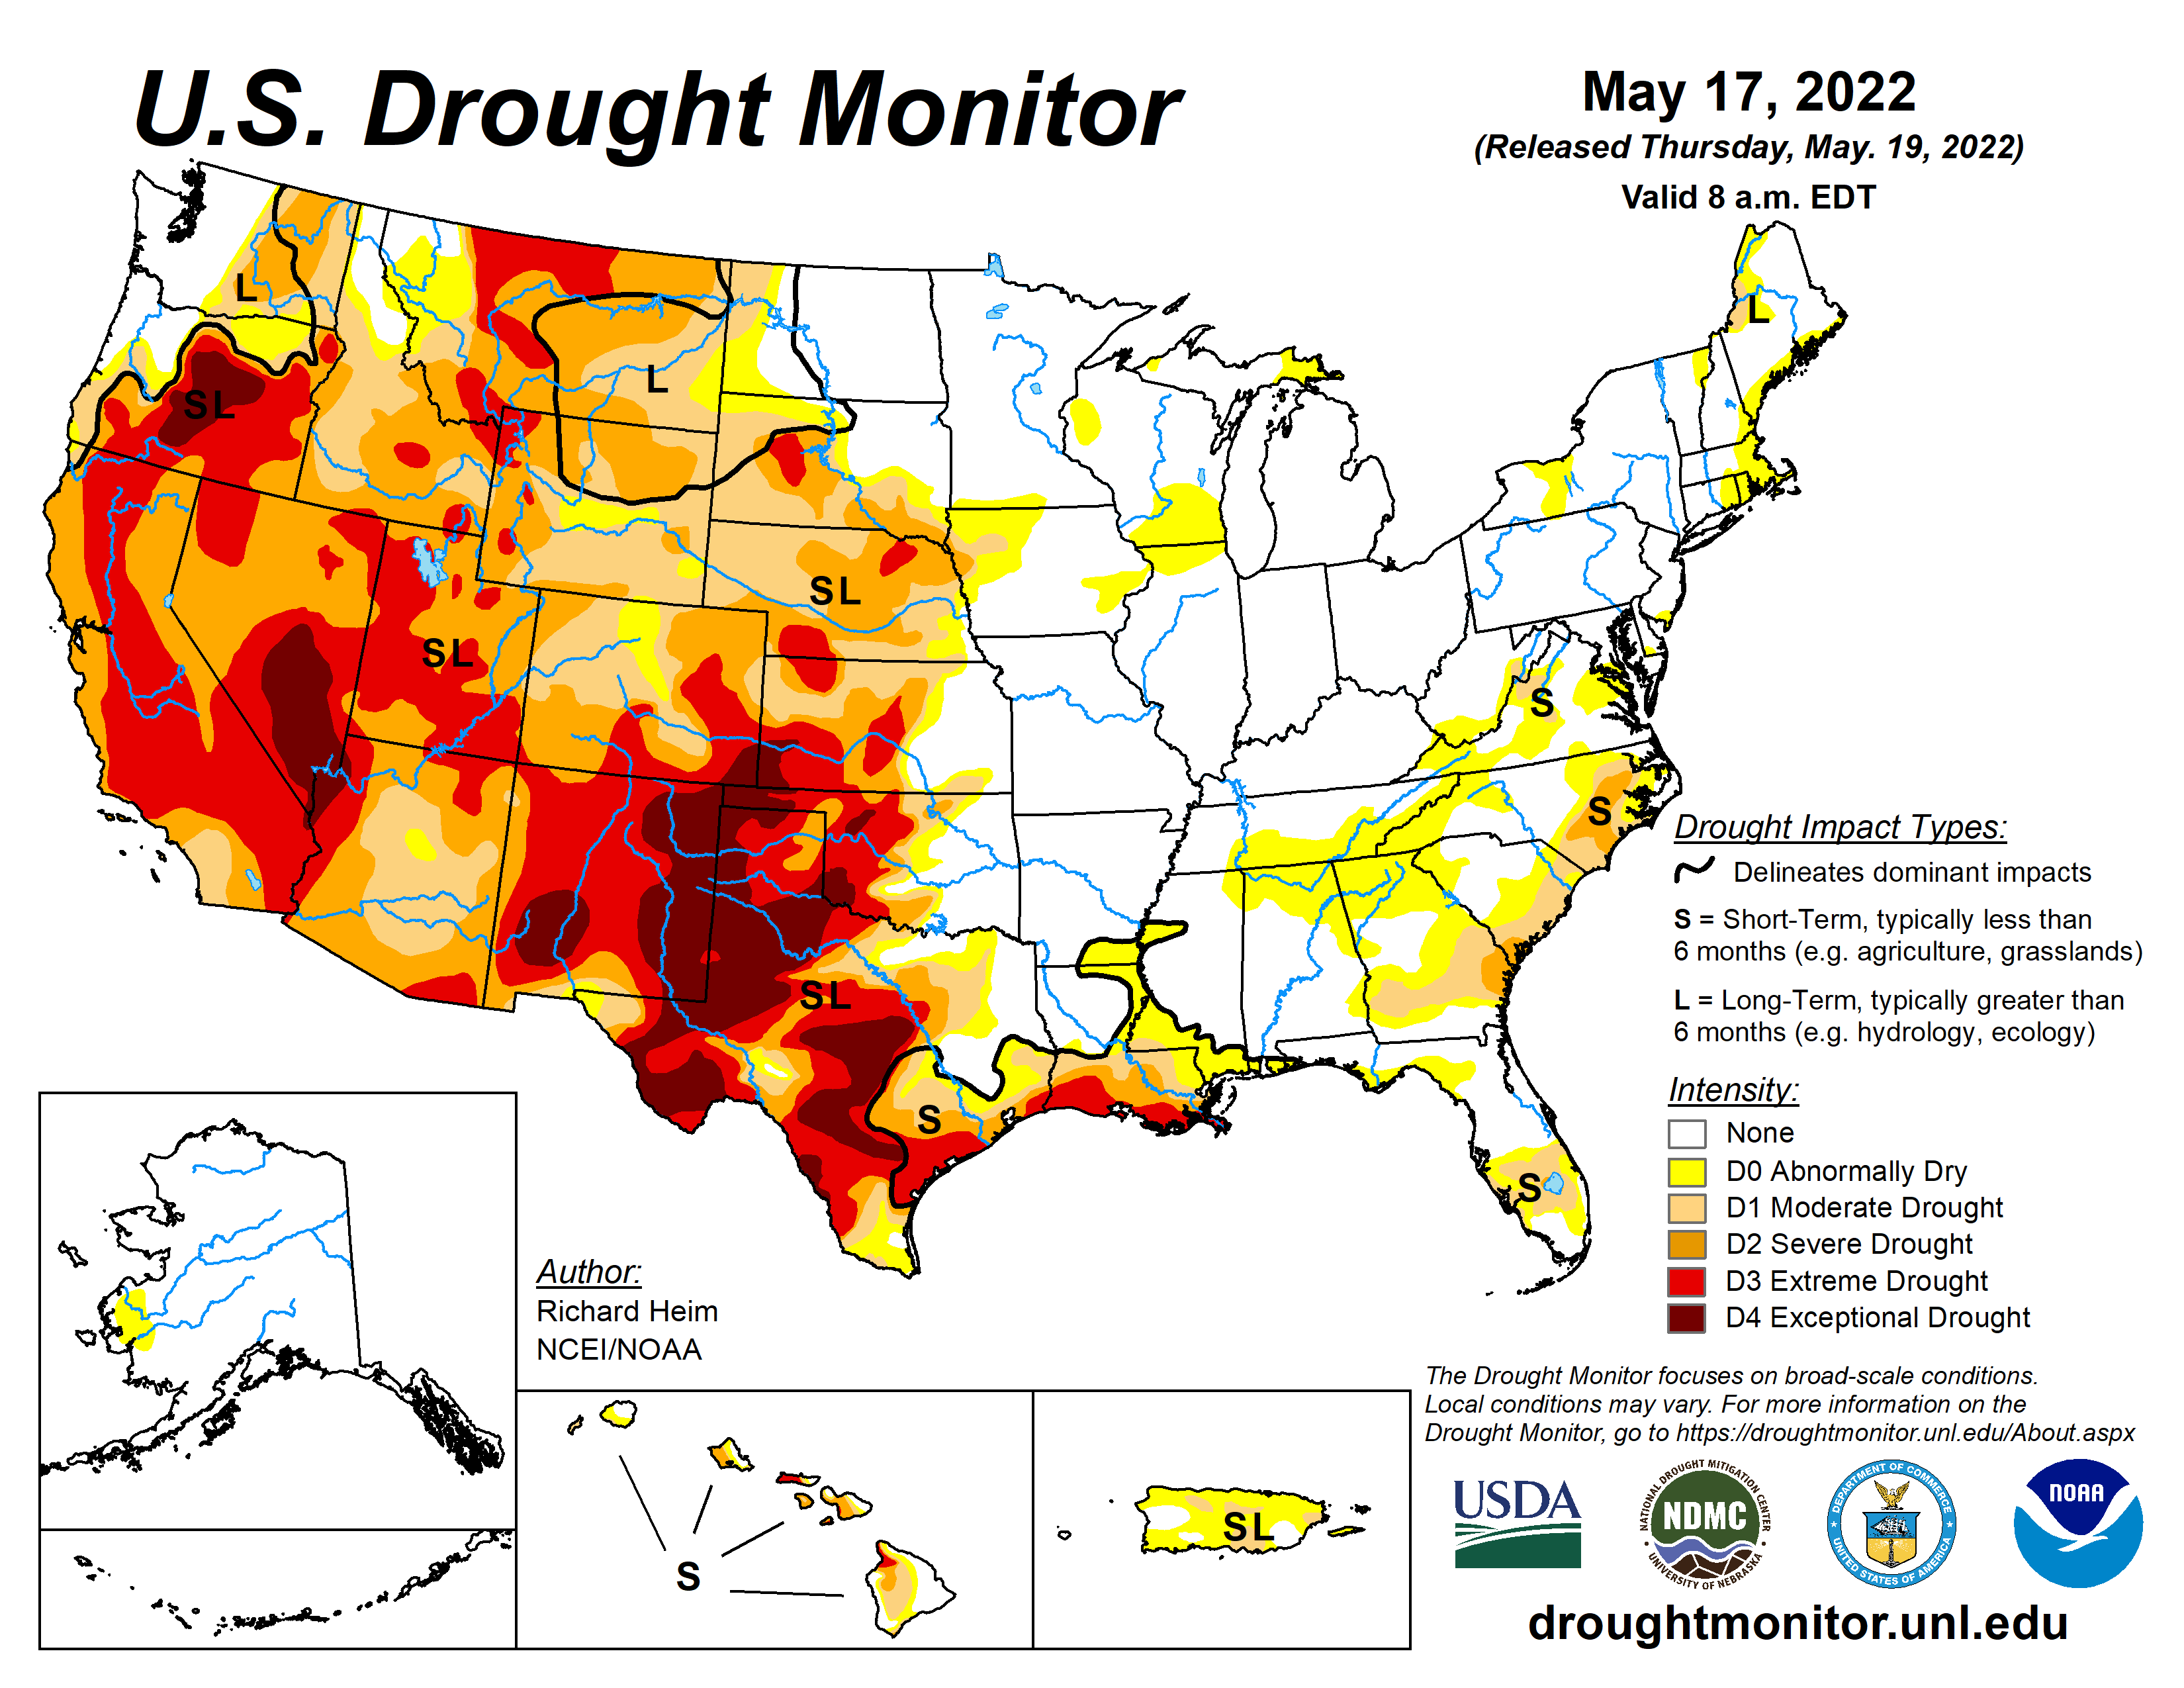 U.S. Drought Monitor
May 17, 2022
(Released Thursday, May. 19, 2022)
Valid 8 a.m. EDT
L
L
L
SL
SL
SL
S
S
SL
S
S
Drought Impact Types:
Delineates dominant impacts
S = Short-Term, typically less than
6 months (e.g. agriculture, grasslands)
L = Long-Term, typically greater than
6 months (e.g. hydrology, ecology)
Intensity:
None
D0 Abnormally Dry
D1 Moderate Drought
D2 Severe Drought
D3 Extreme Drought
D4 Exceptional Drought
Author:
Richard Heim
NCEI/NOAA
S
SL
The Drought Monitor focuses on broad-scale conditions.
Local conditions may vary. For more information on the
Drought Monitor, go to https://droughtmonitor.unl.edu/About.aspx
USDA
NATIONAL DROUGHT MITIGATION CENTER
NDMC
UNIVERSITY OF NEBRASKA
DEPARTMENT OF COMMERCE
UNITED STATES OF AMERICA
NOAA
droughtmonitor.unl.edu